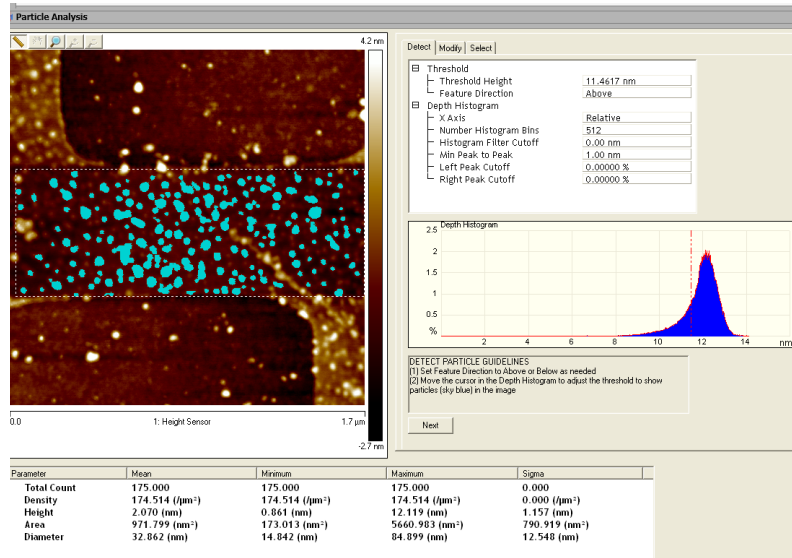 Particle Analysis
4.2 nm
Detect Modify Select
Threshold
Threshold Height 11.4617 nm
Feature Direction Above
Depth Histogram
X Axis Relative
Number Histogram Bins 512
Histogram Filter Cutoff 0.00 nm
Min Peak to Peak 1.00 nm
Left Peak Cutoff 0.00000 %
Right Peak Cutoff 0.00000 %
Depth Histogram
2.5
2
1.5
1
0.5
%
2 4 6 8 10 12 14 nm
DETECT PARTICLE GUIDELINES
(1) Set Feature Direction to Above or Below as needed
(2) Move the cursor in the Depth Histogram to adjust the threshold to show
particles (sky blue) in the image
Next
0.0 1: Height Sensor 1.7 µm
-2.7 nm
Parameter Mean Minimum Maximum Sigma
Total Count 175.000 175.000 175.000 0.000
Density 174.514 (/µm²) 174.514 (/µm²) 174.514 (/µm²) 0.000 (/µm²)
Height 2.070 (nm) 0.861 (nm) 12.119 (nm) 1.157 (nm)
Area 971.799 (nm²) 173.013 (nm²) 5660.983 (nm²) 790.919 (nm²)
Diameter 32.862 (nm) 14.842 (nm) 84.899 (nm) 12.548 (nm)